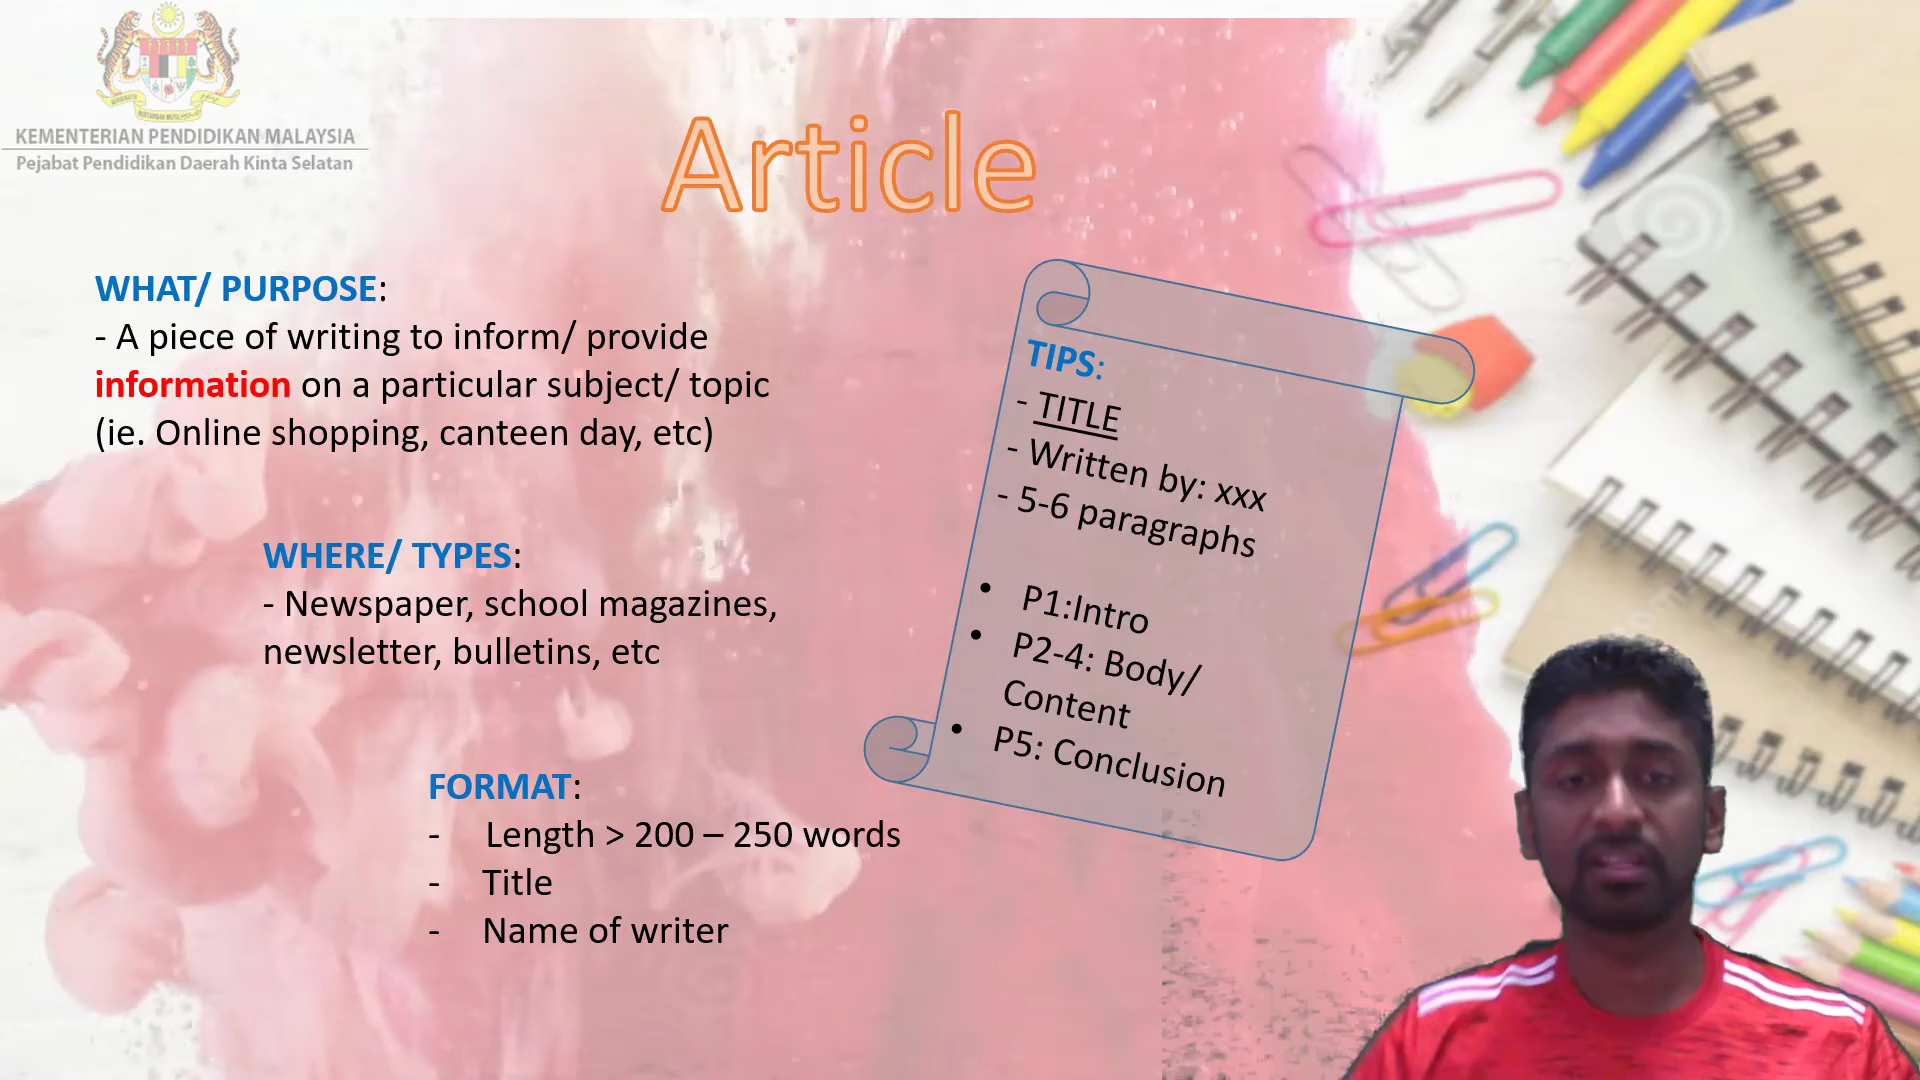 KEMENTERIAN PENDIDIKAN MALAYSIA
Pejabat Pendidikan Daerah Kinta Selatan
Article
WHAT/ PURPOSE:
- A piece of writing to inform/ provide
information on a particular subject/ topic
(ie. Online shopping, canteen day, etc)
WHERE/ TYPES:
- Newspaper, school magazines,
newsletter, bulletins, etc
FORMAT:
- Length > 200 – 250 words
- Title
- Name of writer
TIPS:
- TITLE
- Written by: xxx
- 5-6 paragraphs
• P1:Intro
• P2-4: Body/
Content
• P5: Conclusion